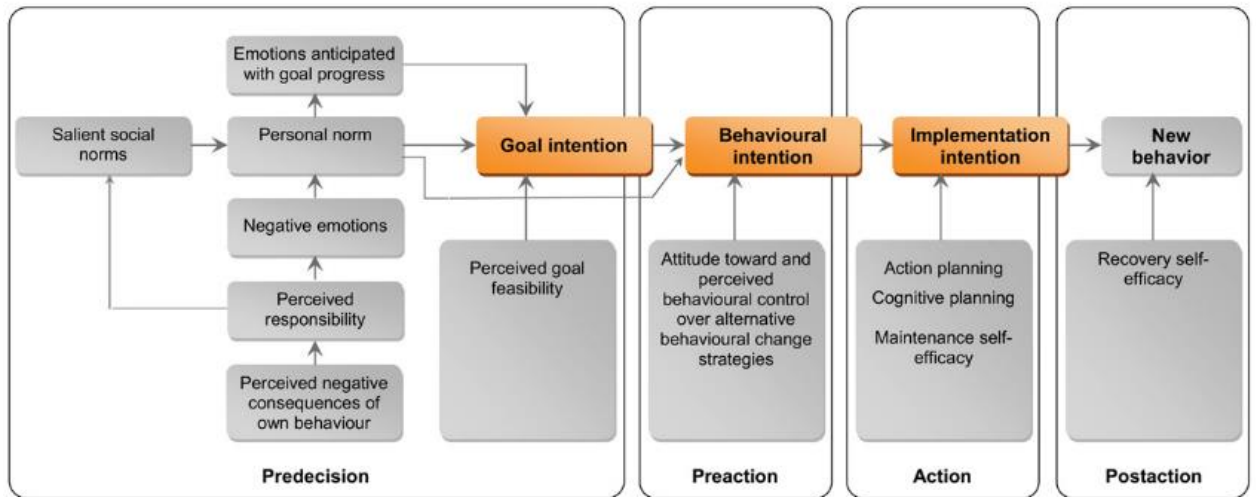 Emotions anticipated
with goal progress
Salient social
norms
Personal norm
Goal intention
Behavioural
intention
Implementation
intention
New
behavior
Negative emotions
Perceived
responsibility
Perceived negative
consequences of
own behaviour
Perceived goal
feasibility
Attitude toward and
perceived
behavioural control
over alternative
behavioural change
strategies
Action planning
Cognitive planning
Maintenance self-
efficacy
Recovery self-
efficacy
Predecision
Preaction
Action
Postaction